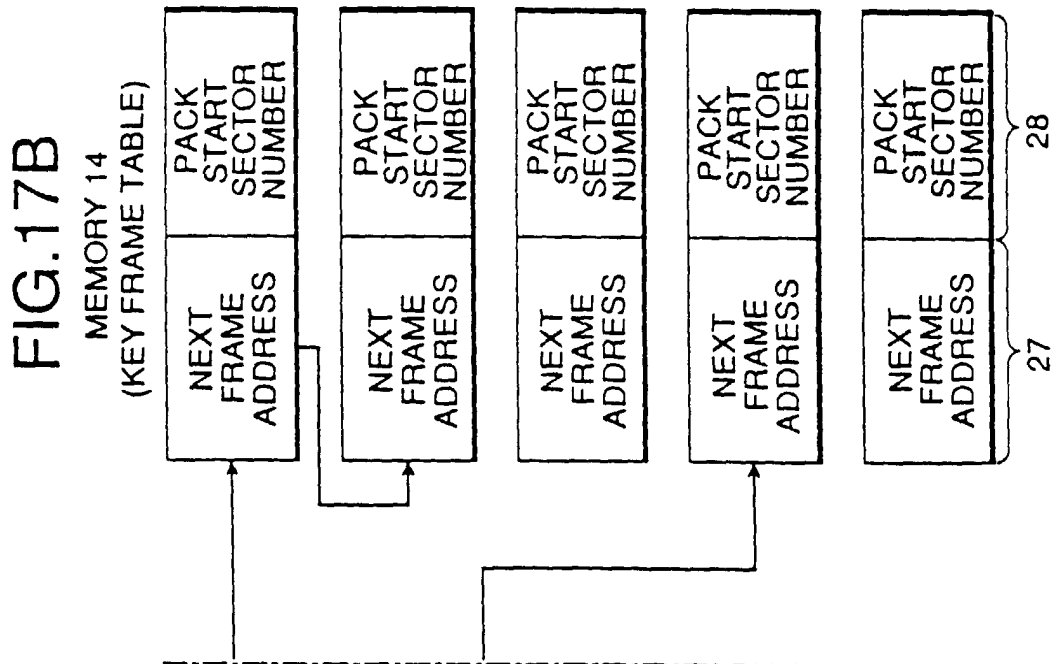 FIG.17B
MEMORY 14
(KEY FRAME TABLE)
NEXT
FRAME
ADDRESS
PACK
START
SECTOR
NUMBER
NEXT
FRAME
ADDRESS
PACK
START
SECTOR
NUMBER
NEXT
FRAME
ADDRESS
PACK
START
SECTOR
NUMBER
NEXT
FRAME
ADDRESS
PACK
START
SECTOR
NUMBER
NEXT
FRAME
ADDRESS
PACK
START
SECTOR
NUMBER
27
28